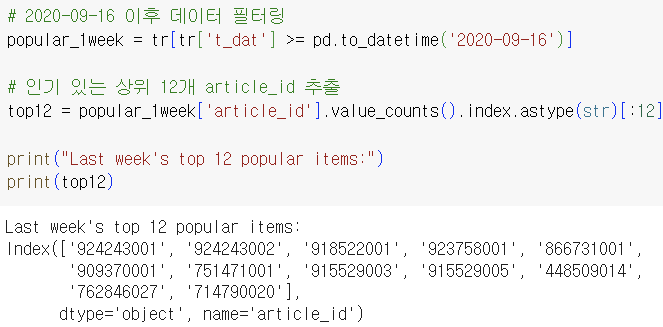 # 2020-09-16 이후 데이터 필터링
popular_1week = tr[tr['t_dat'] >= pd.to_datetime('2020-09-16')]
# 인기 있는 상위 12개 article_id 추출
top12 = popular_1week['article_id'].value_counts().index.astype(str)[:12]
print("Last week's top 12 popular items:")
print(top12)
Last week's top 12 popular items:
Index(['924243001', '924243002', '918522001', '923758001', '866731001',
'909370001', '751471001', '915529003', '915529005', '448509014',
'762846027', '714790020'],
dtype='object', name='article_id')